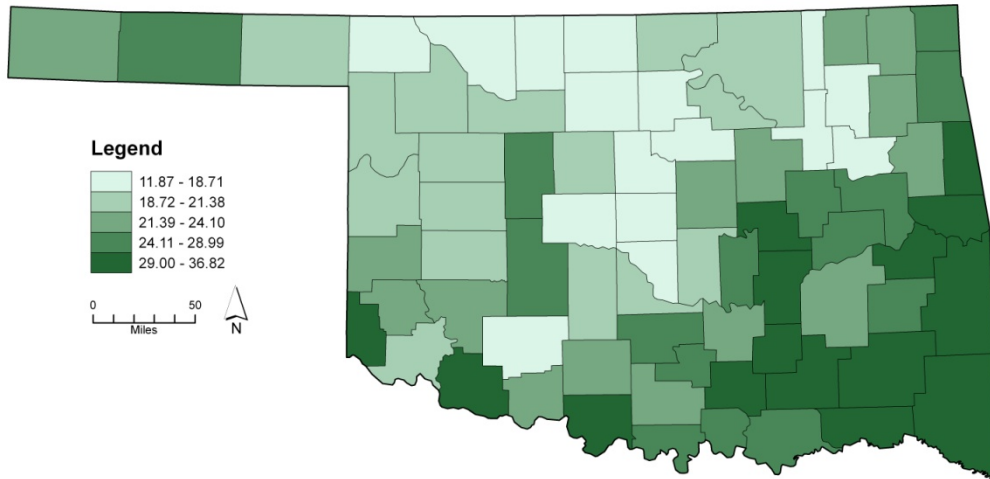 Legend
11.87 - 18.71
18.72 - 21.38
21.39 - 24.10
24.11 - 28.99
29.00 - 36.82
0 50
Miles
N